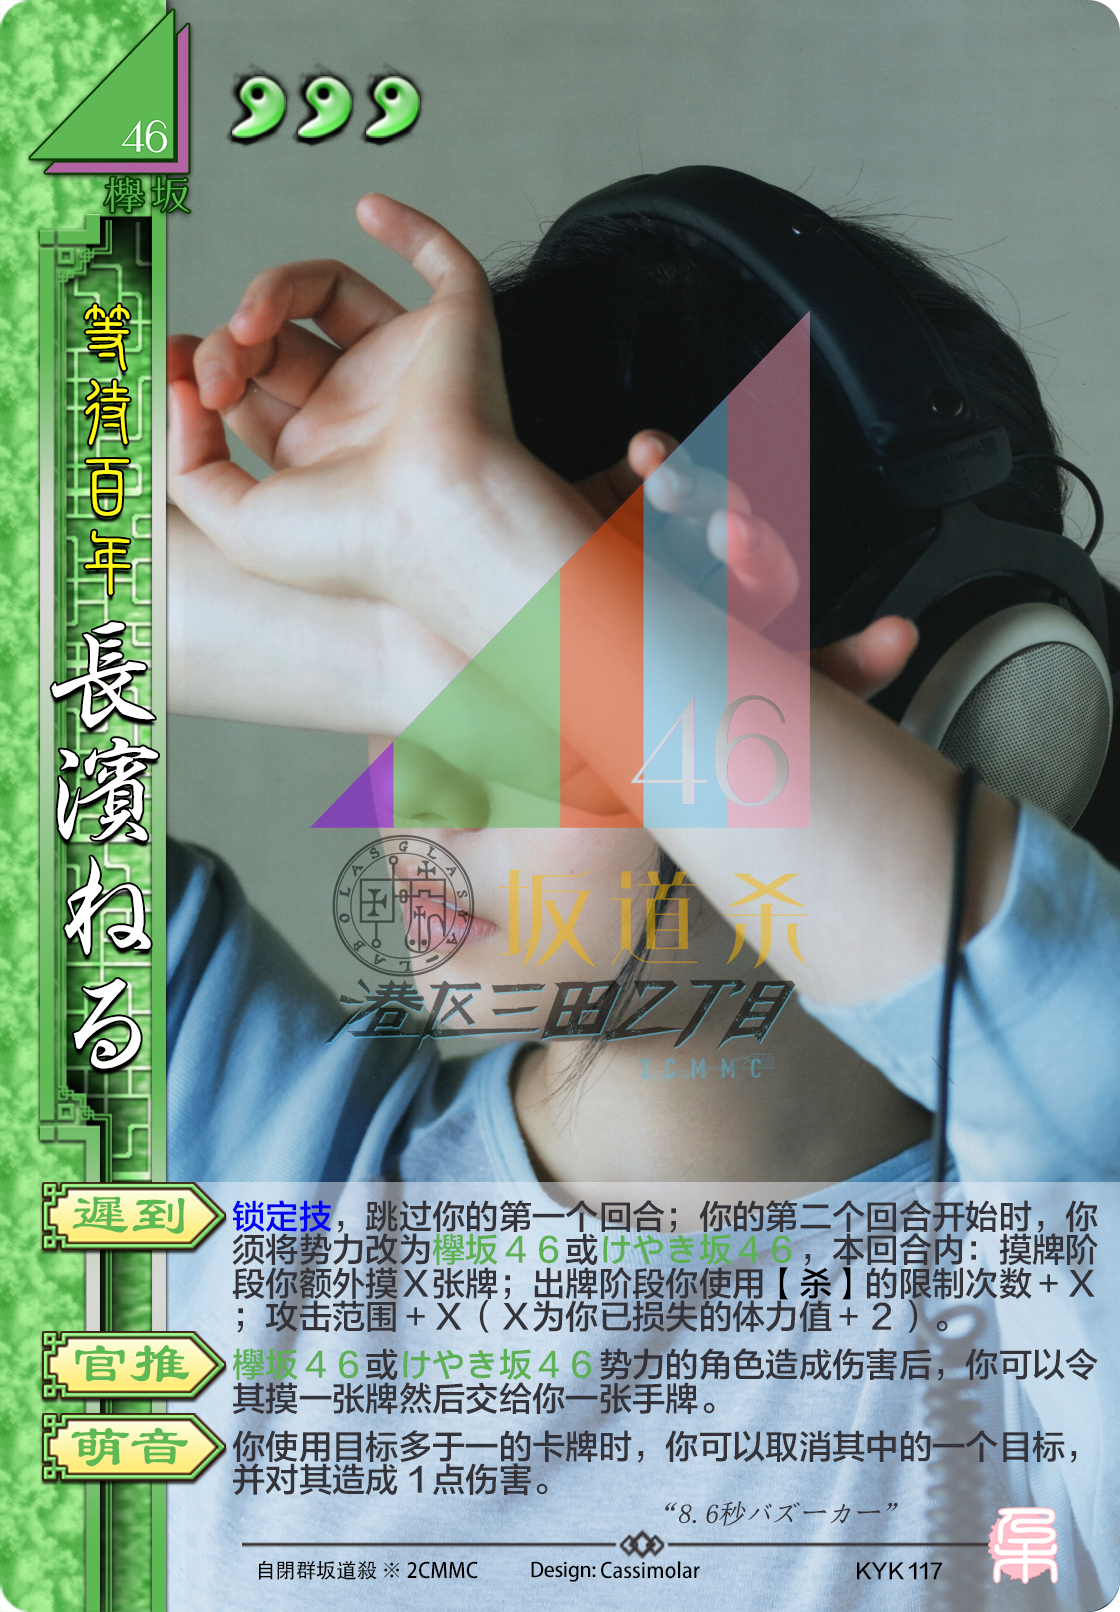 46
欅坂
等待百年
長濱ねる
46
GLASYALABOLAS
坂道杀
港区三田2丁目
2CMMC
遲到
锁定技，跳过你的第一个回合；你的第二个回合开始时，你
须将势力改为欅坂４６或けやき坂４６，本回合内：摸牌阶
段你额外摸Ｘ张牌；出牌阶段你使用【杀】的限制次数＋Ｘ
；攻击范围＋Ｘ（Ｘ为你已损失的体力值＋２）。
官推
欅坂４６或けやき坂４６势力的角色造成伤害后，你可以令
其摸一张牌然后交给你一张手牌。
萌音
你使用目标多于一的卡牌时，你可以取消其中的一个目标，
并对其造成１点伤害。
“8.6秒バズーカー”
自閉群坂道殺 ※ 2CMMC
Design: Cassimolar
KYK 117